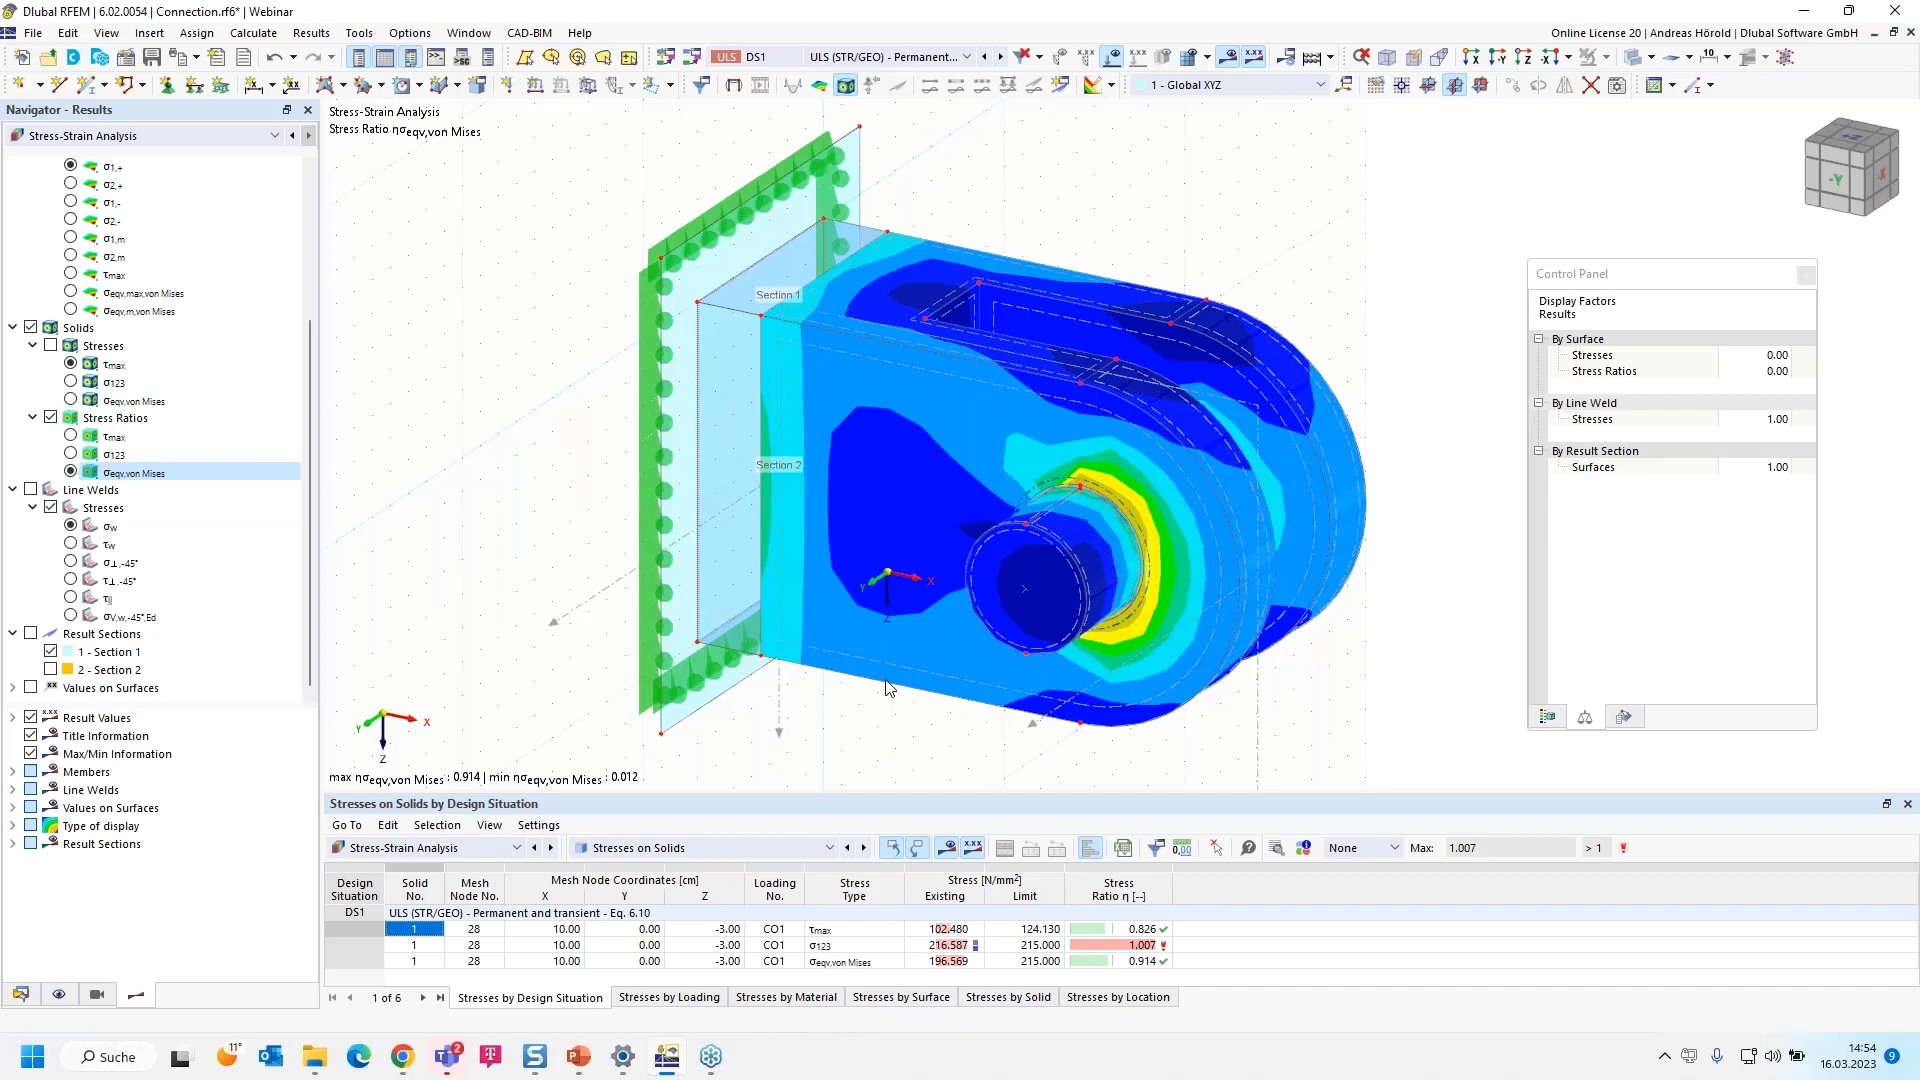 Dlubal RFEM | 6.02.0054 | Connection.rf6* | Webinar
File Edit View Insert Assign Calculate Results Tools Options Window CAD-BIM Help
Online License 20 | Andreas Hörold | Dlubal Software GmbH
ULS DS1 ULS (STR/GEO) - Permanent...
1 - Global XYZ
Navigator - Results
Stress-Strain Analysis
σ1,+
σ2,+
σ1,-
σ2,-
σ1,m
σ2,m
τmax
σeqv,max,von Mises
σeqv,m,von Mises
Solids
Stresses
τmax
σ123
σeqv,von Mises
Stress Ratios
τmax
σ123
σeqv,von Mises
Line Welds
Stresses
σw
τw
σ⊥,-45°
τ⊥,-45°
τ||
σV,w,-45°,Ed
Result Sections
1 - Section 1
2 - Section 2
Values on Surfaces
Result Values
Title Information
Max/Min Information
Members
Line Welds
Values on Surfaces
Type of display
Result Sections
Stress-Strain Analysis
Stress Ratio ησeqv,von Mises
Section 1
Section 2
X
Y
Z
X
Y
Z
max ησeqv,von Mises : 0.914 | min ησeqv,von Mises : 0.012
+Z
-Y
-X
Control Panel
Display Factors
Results
By Surface
Stresses 0.00
Stress Ratios 0.00
By Line Weld
Stresses 1.00
By Result Section
Surfaces 1.00
Stresses on Solids by Design Situation
Go To Edit Selection View Settings
Stress-Strain Analysis Stresses on Solids None Max: 1.007 > 1
Design Solid Mesh Mesh Node Coordinates [cm] Loading Stress Stress [N/mm²] Stress
Situation No. Node No. X Y Z No. Type Existing Limit Ratio η [--]
DS1 ULS (STR/GEO) - Permanent and transient - Eq. 6.10
1 28 10.00 0.00 -3.00 CO1 τmax 102.480 124.130 0.826
1 28 10.00 0.00 -3.00 CO1 σ123 216.587 215.000 1.007
1 28 10.00 0.00 -3.00 CO1 σeqv,von Mises 196.569 215.000 0.914
1 of 6 Stresses by Design Situation Stresses by Loading Stresses by Material Stresses by Surface Stresses by Solid Stresses by Location
Suche
11°
2
14:54
16.03.2023
9